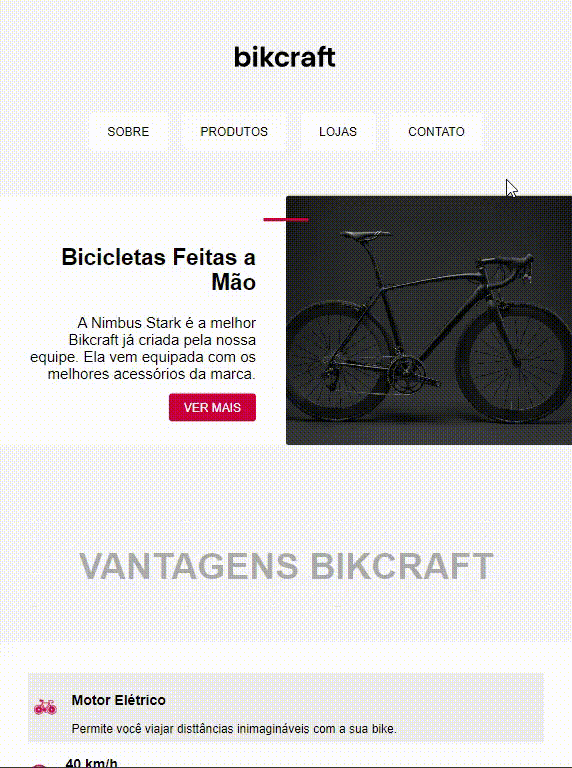 bikcraft
SOBRE PRODUTOS LOJAS CONTATO
Bicicletas Feitas a
Mão
A Nimbus Stark é a melhor
Bikcraft já criada pela nossa
equipe. Ela vem equipada com os
melhores acessórios da marca.
VER MAIS
VANTAGENS BIKCRAFT
Motor Elétrico
Permite você viajar disttâncias inimagináveis com a sua bike.
40 km/h